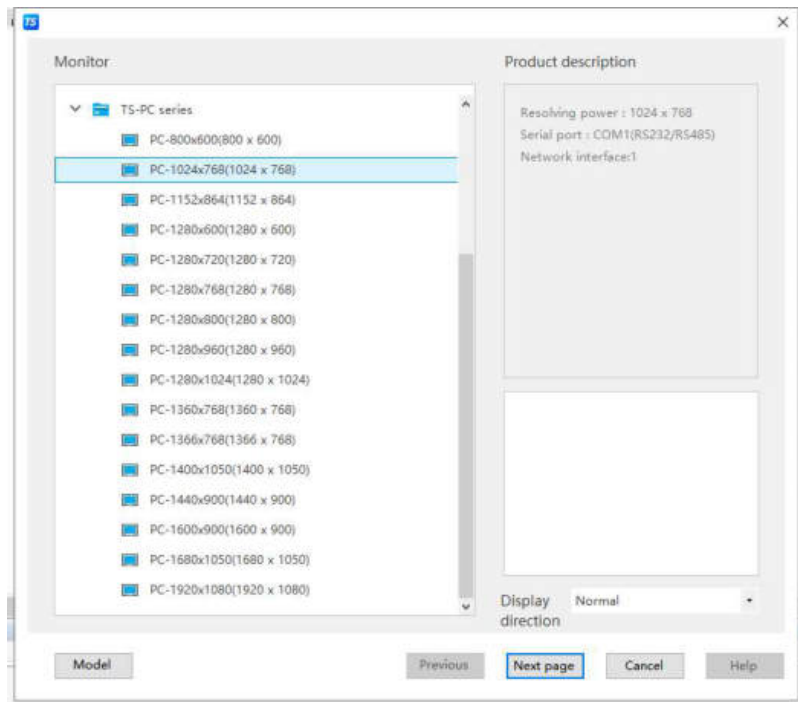 TS
Monitor
TS-PC series
PC-800x600(800 x 600)
PC-1024x768(1024 x 768)
PC-1152x864(1152 x 864)
PC-1280x600(1280 x 600)
PC-1280x720(1280 x 720)
PC-1280x768(1280 x 768)
PC-1280x800(1280 x 800)
PC-1280x960(1280 x 960)
PC-1280x1024(1280 x 1024)
PC-1360x768(1360 x 768)
PC-1366x768(1366 x 768)
PC-1400x1050(1400 x 1050)
PC-1440x900(1440 x 900)
PC-1600x900(1600 x 900)
PC-1680x1050(1680 x 1050)
PC-1920x1080(1920 x 1080)
Product description
Resolving power : 1024 x 768
Serial port : COM1(RS232/RS485)
Network interface:1
Display
direction
Normal
Model
Previous
Next page
Cancel
Help